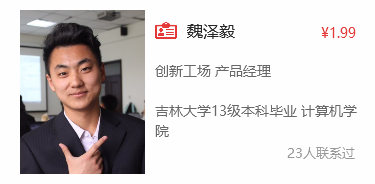 魏泽毅
¥1.99
创新工场 产品经理
吉林大学13级本科毕业 计算机学
院
23人联系过